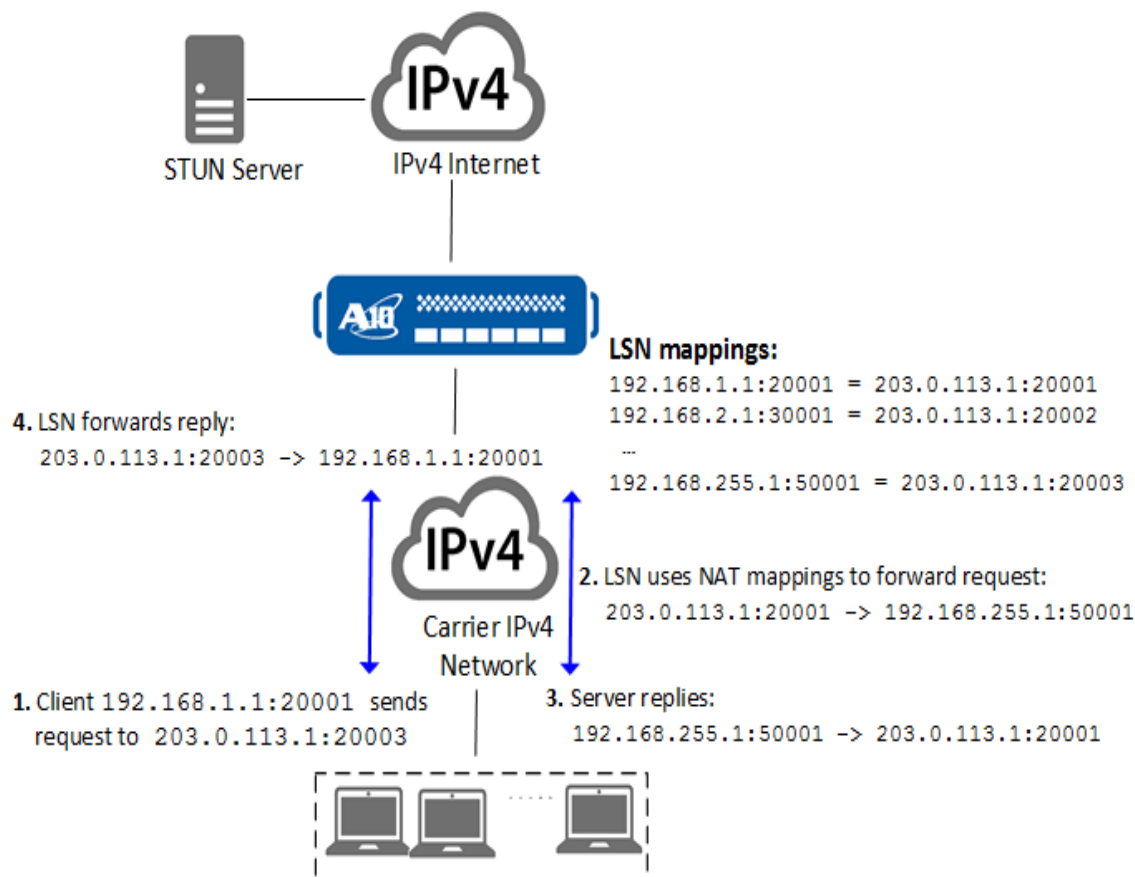 IPv4
STUN Server
IPv4 Internet
A10
LSN mappings:
192.168.1.1:20001 = 203.0.113.1:20001
192.168.2.1:30001 = 203.0.113.1:20002
...
192.168.255.1:50001 = 203.0.113.1:20003
4. LSN forwards reply:
203.0.113.1:20003 -> 192.168.1.1:20001
IPv4
Carrier IPv4
Network
2. LSN uses NAT mappings to forward request:
203.0.113.1:20001 -> 192.168.255.1:50001
1. Client 192.168.1.1:20001 sends
request to 203.0.113.1:20003
3. Server replies:
192.168.255.1:50001 -> 203.0.113.1:20001
......